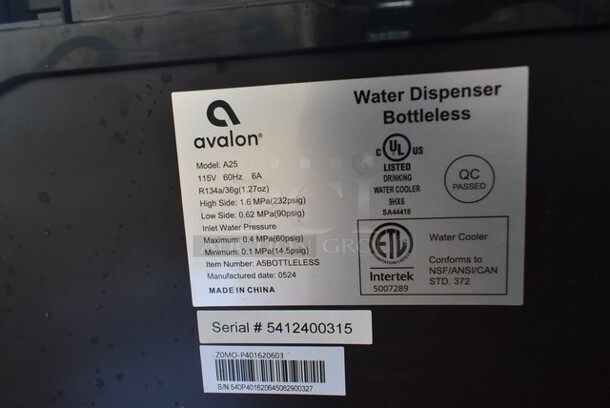 avalon®
Model: A25
115V 60Hz 6A
R134a/36g(1.27oz)
High Side: 1.6 MPa(232psig)
Low Side: 0.62 MPa(90psig)
Inlet Water Pressure
Maximum: 0.4 MPa(60psig)
Minimum: 0.1 MPa(14.5psig)
Item Number: A5BOTTLELESS
Manufactured date: 0524
MADE IN CHINA
Water Dispenser
Bottleless
C UL US
LISTED
DRINKING
WATER COOLER
9HX6
SA44418
QC
PASSED
ETL
Intertek
5007289
Water Cooler
Conforms to
NSF/ANSI/CAN
STD. 372
Serial # 5412400315
Z0MO-P401620603
S/N 540P401620645062900327